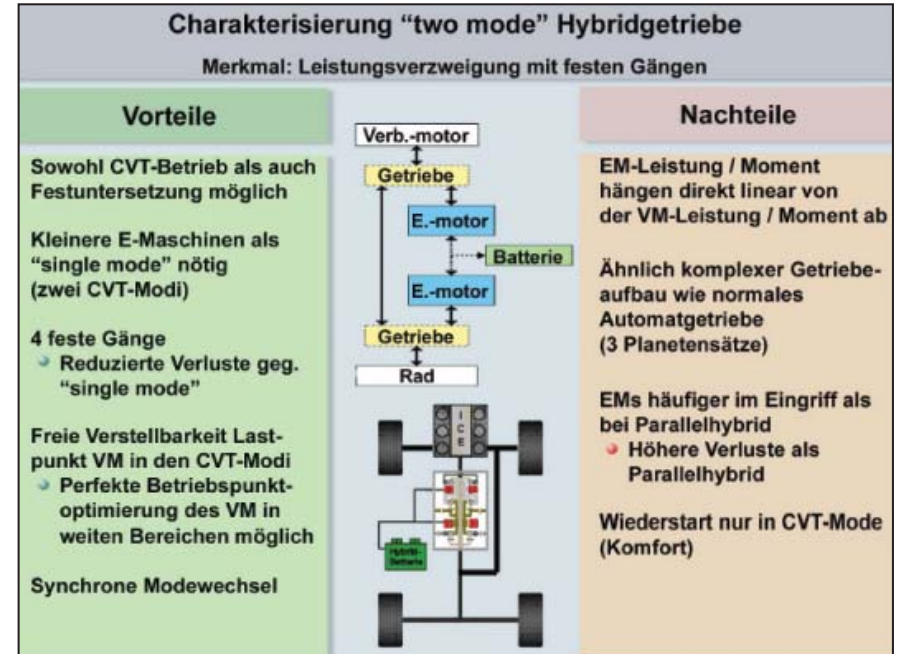 Charakterisierung “two mode” Hybridgetriebe
Merkmal: Leistungsverzweigung mit festen Gängen
Vorteile
Sowohl CVT-Betrieb als auch
Festuntersetzung möglich
Kleinere E-Maschinen als
“single mode” nötig
(zwei CVT-Modi)
4 feste Gänge
Reduzierte Verluste geg.
“single mode”
Freie Verstellbarkeit Last-
punkt VM in den CVT-Modi
Perfekte Betriebspunkt-
optimierung des VM in
weiten Bereichen möglich
Synchrone Modewechsel
Verb.-motor
Getriebe
E.-motor
Batterie
E.-motor
Getriebe
Rad
I
C
E
Hybrid-
Batterie
Nachteile
EM-Leistung / Moment
hängen direkt linear von
der VM-Leistung / Moment ab
Ähnlich komplexer Getriebe-
aufbau wie normales
Automatgetriebe
(3 Planetensätze)
EMs häufiger im Eingriff als
bei Parallelhybrid
Höhere Verluste als
Parallelhybrid
Wiederstart nur in CVT-Mode
(Komfort)